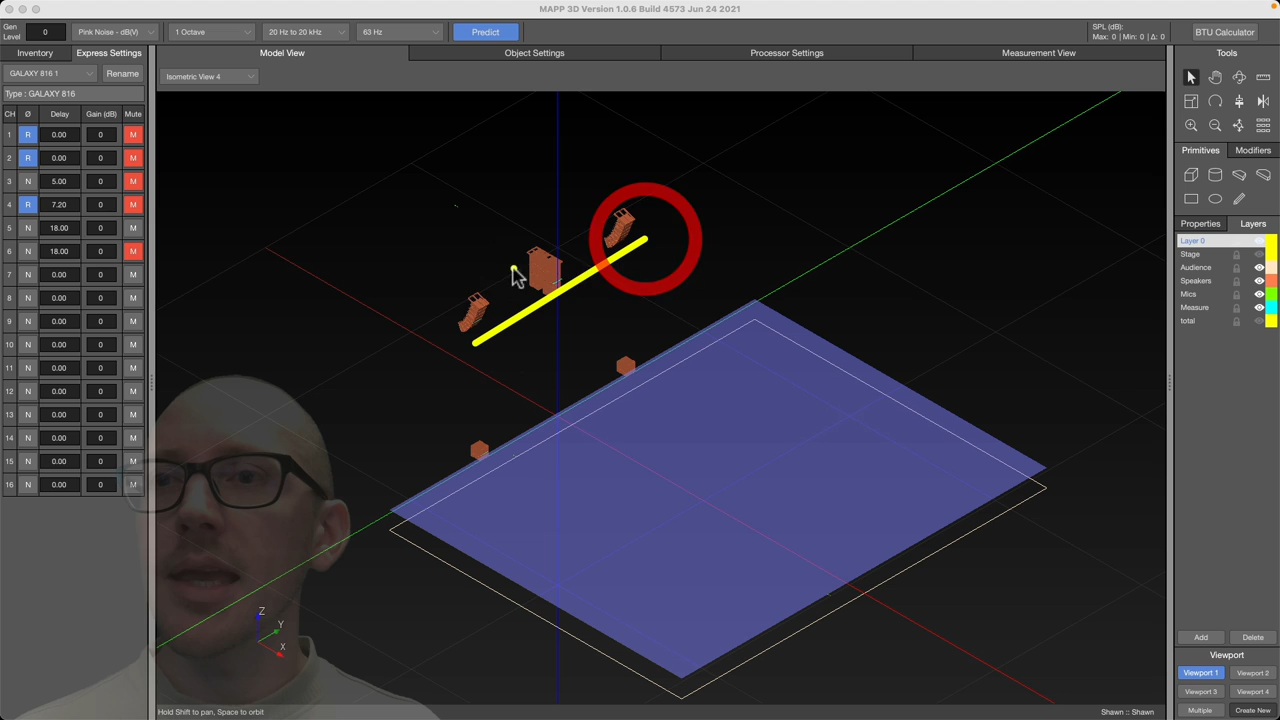 MAPP 3D Version 1.0.6 Build 4573 Jun 24 2021
Gen Level 0 Pink Noise - dB(V) 1 Octave 20 Hz to 20 kHz 63 Hz Predict SPL (dB): Max: 0 | Min: 0 | Δ: 0 BTU Calculator
Inventory Express Settings Model View Object Settings Processor Settings Measurement View Tools
GALAXY 816 1 Rename Isometric View 4
Type : GALAXY 816
CH Ø Delay Gain (dB) Mute
1 R 0.00 0 M
2 R 0.00 0 M
3 N 5.00 0 M
4 R 7.20 0 M
5 N 18.00 0 M
6 N 18.00 0 M
7 N 0.00 0 M
8 N 0.00 0 M
9 N 0.00 0 M
10 N 0.00 0 M
11 N 0.00 0 M
12 N 0.00 0 M
13 N 0.00 0 M
14 N 0.00 0 M
15 N 0.00 0 M
16 N 0.00 0 M
Z
Y
X
Hold Shift to pan, Space to orbit Shawn :: Shawn
Primitives Modifiers
Properties Layers
Layer 0
Stage
Audience
Speakers
Mics
Measure
total
Add Delete
Viewport
Viewport 1 Viewport 2
Viewport 3 Viewport 4
Multiple Create New